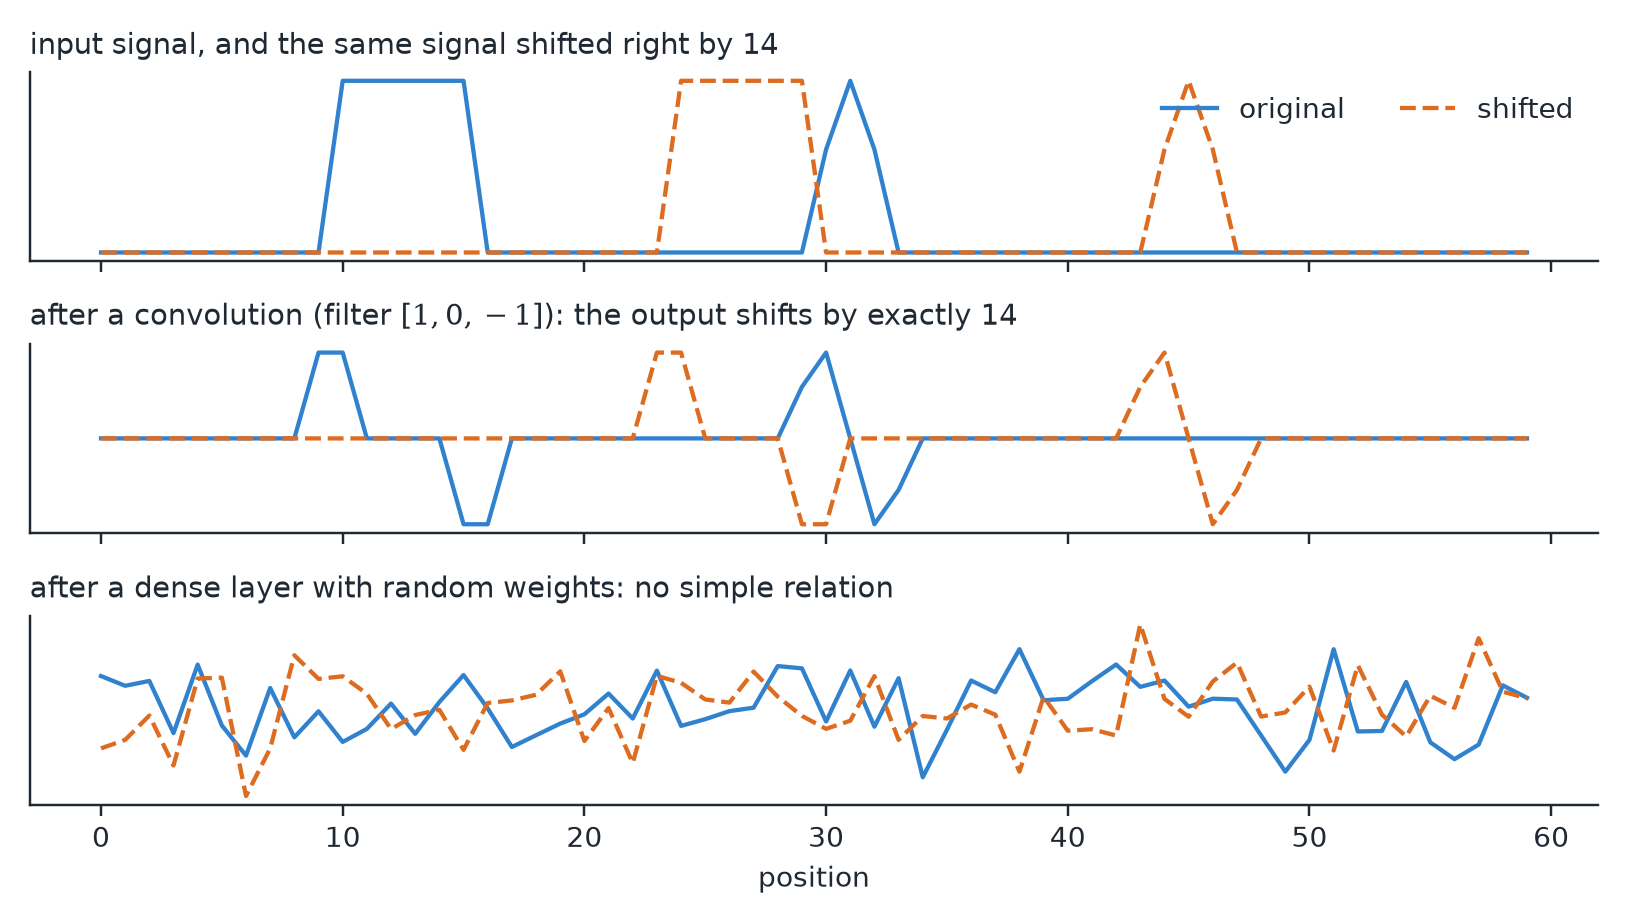 input signal, and the same signal shifted right by 14
original
shifted
after a convolution (filter [1, 0, −1]): the output shifts by exactly 14
after a dense layer with random weights: no simple relation
0 10 20 30 40 50 60
position